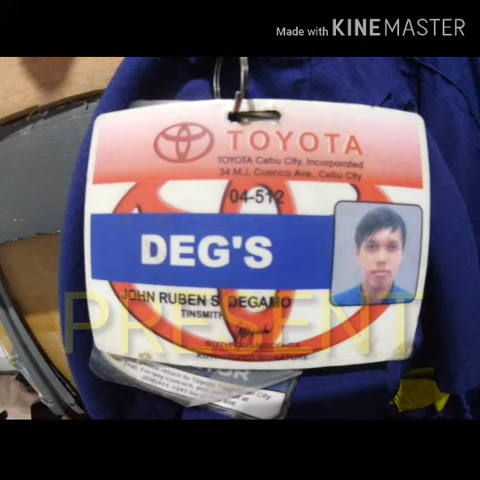 Made with KINEMASTER
TOYOTA
TOYOTA Cebu City, Incorporated
34 M.J. Cuenco Ave., Cebu City
04-512
DEG'S
JOHN RUBEN S. DEGAMO
TINSMITH
PRESENT